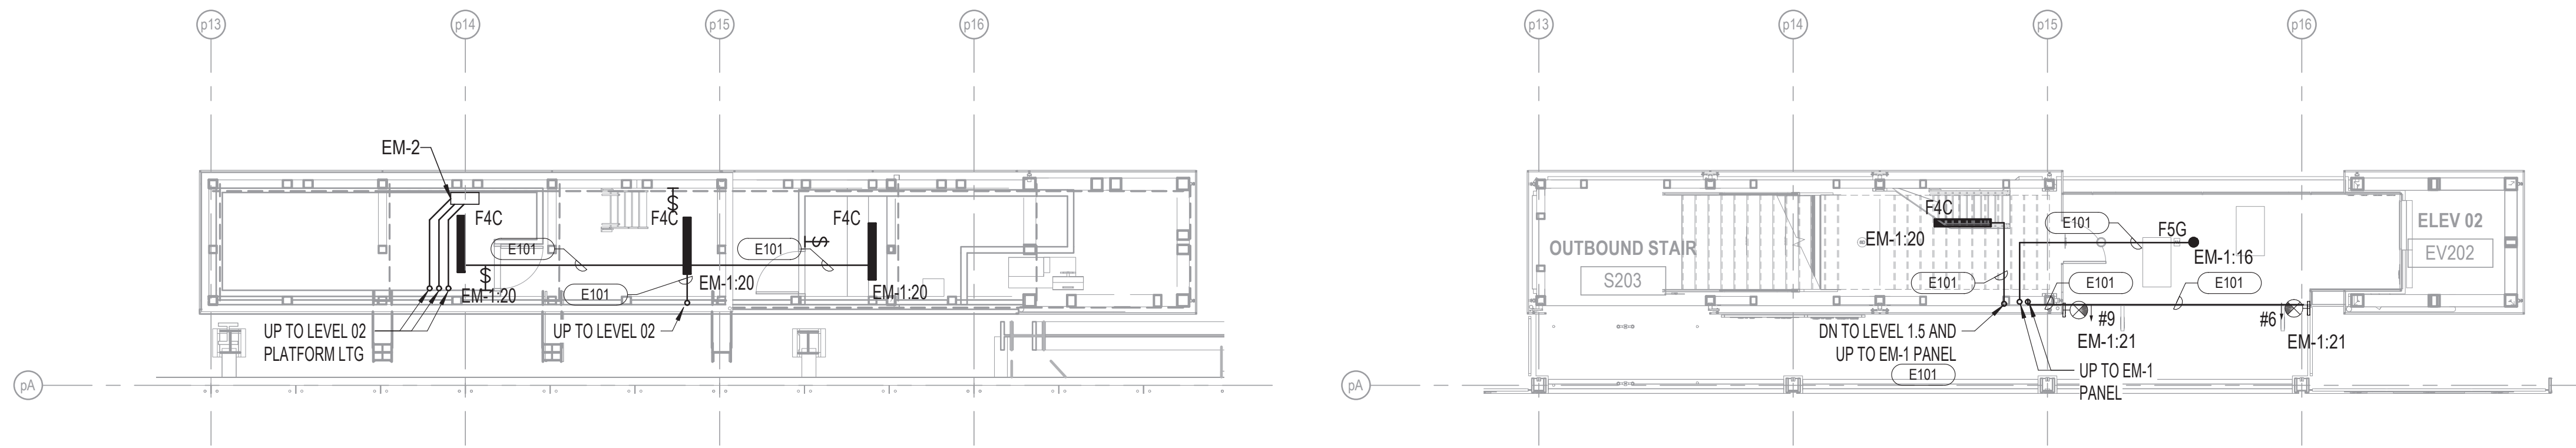 p13
p14
p15
p16
EM-2
F4C
F4C
$
F4C
E101
E101
$
$
EM-1:20
E101
EM-1:20
EM-1:20
UP TO LEVEL 02
PLATFORM LTG
UP TO LEVEL 02
pA
p13
p14
p15
p16
F4C
E101
F5G
ELEV 02
OUTBOUND STAIR
EM-1:20
EM-1:16
EV202
S203
E101
E101
E101
#9
#6
DN TO LEVEL 1.5 AND
UP TO EM-1 PANEL
EM-1:21
EM-1:21
E101
UP TO EM-1
PANEL
pA